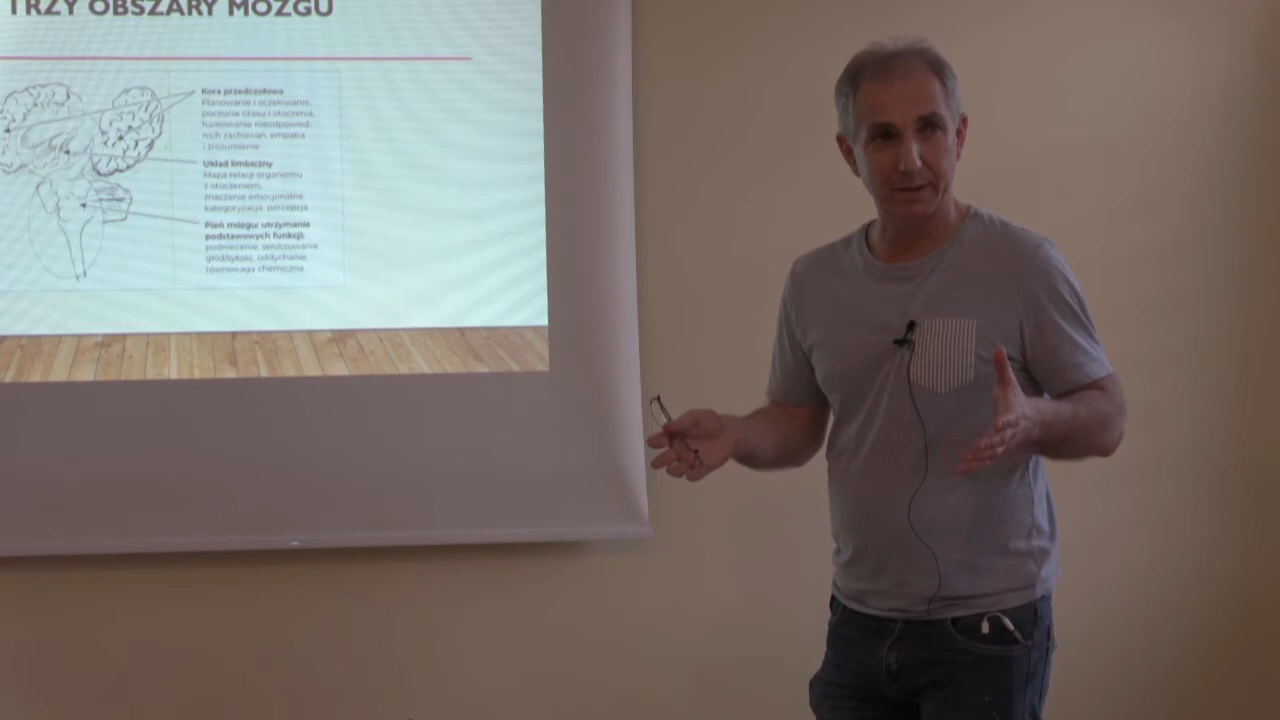 TRZY OBSZARY MÓZGU
Kora przedczołowa
Planowanie i oczekiwanie,
poczucie czasu i otoczenia,
hamowanie nieodpowied-
nich zachowań, empatia
i zrozumienie
Układ limbiczny
Mapa relacji organizmu
z otoczeniem,
znaczenie emocjonalne,
kategoryzacja, percepcja
Pień mózgu: utrzymanie
podstawowych funkcji:
podniecenie, sen/czuwanie,
głód/sytość, oddychanie,
równowaga chemiczna